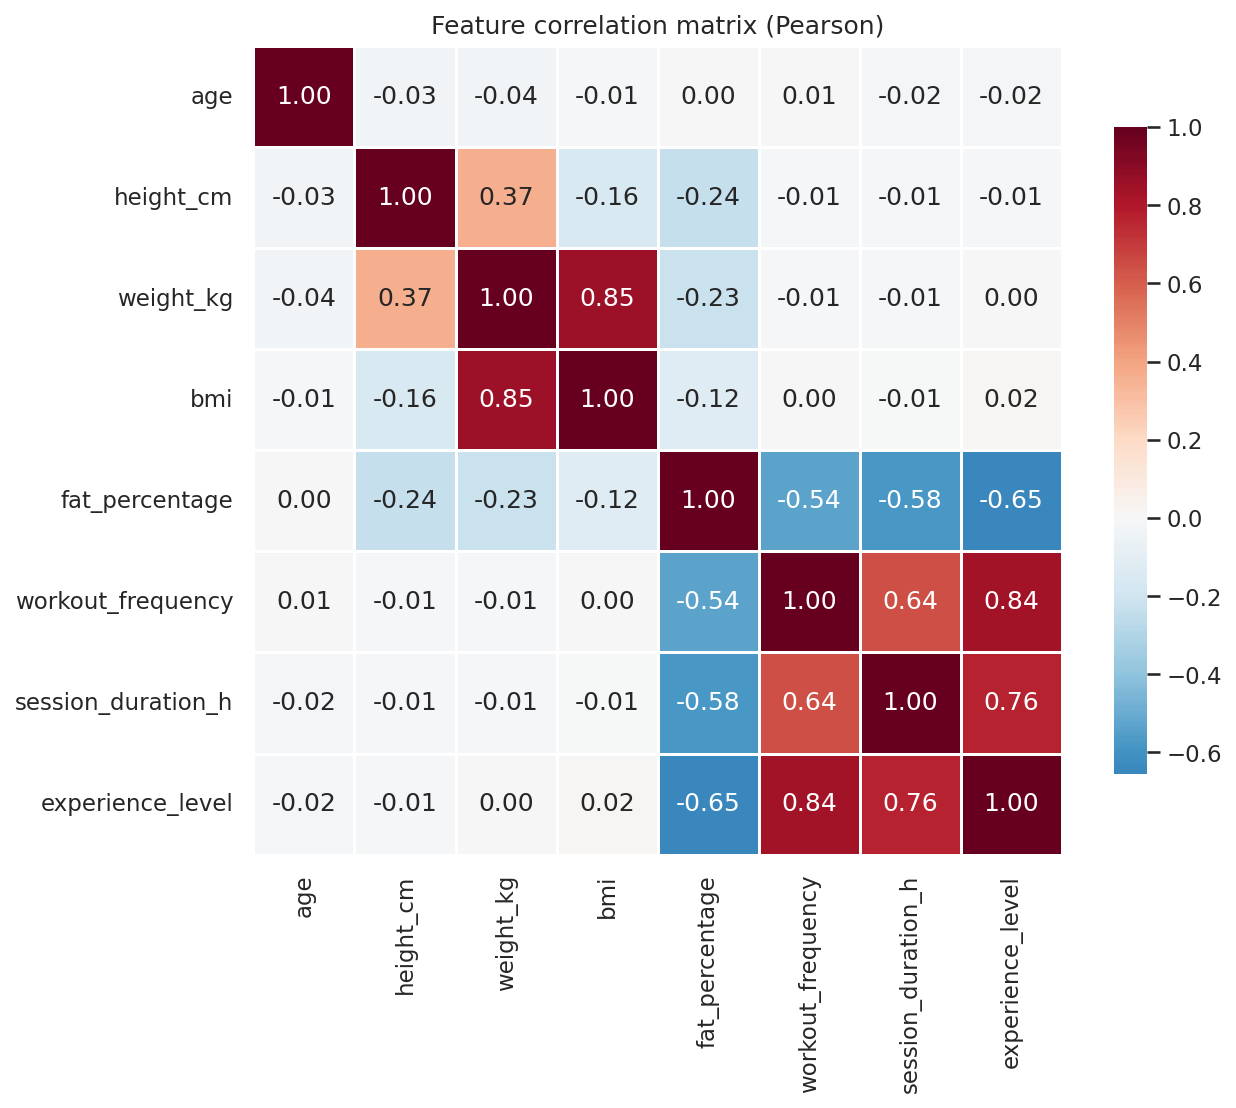 Feature correlation matrix (Pearson)
age 1.00 -0.03 -0.04 -0.01 0.00 0.01 -0.02 -0.02
height_cm -0.03 1.00 0.37 -0.16 -0.24 -0.01 -0.01 -0.01
weight_kg -0.04 0.37 1.00 0.85 -0.23 -0.01 -0.01 0.00
bmi -0.01 -0.16 0.85 1.00 -0.12 0.00 -0.01 0.02
fat_percentage 0.00 -0.24 -0.23 -0.12 1.00 -0.54 -0.58 -0.65
workout_frequency 0.01 -0.01 -0.01 0.00 -0.54 1.00 0.64 0.84
session_duration_h -0.02 -0.01 -0.01 -0.01 -0.58 0.64 1.00 0.76
experience_level -0.02 -0.01 0.00 0.02 -0.65 0.84 0.76 1.00
age
height_cm
weight_kg
bmi
fat_percentage
workout_frequency
session_duration_h
experience_level
1.0
0.8
0.6
0.4
0.2
0.0
−0.2
−0.4
−0.6